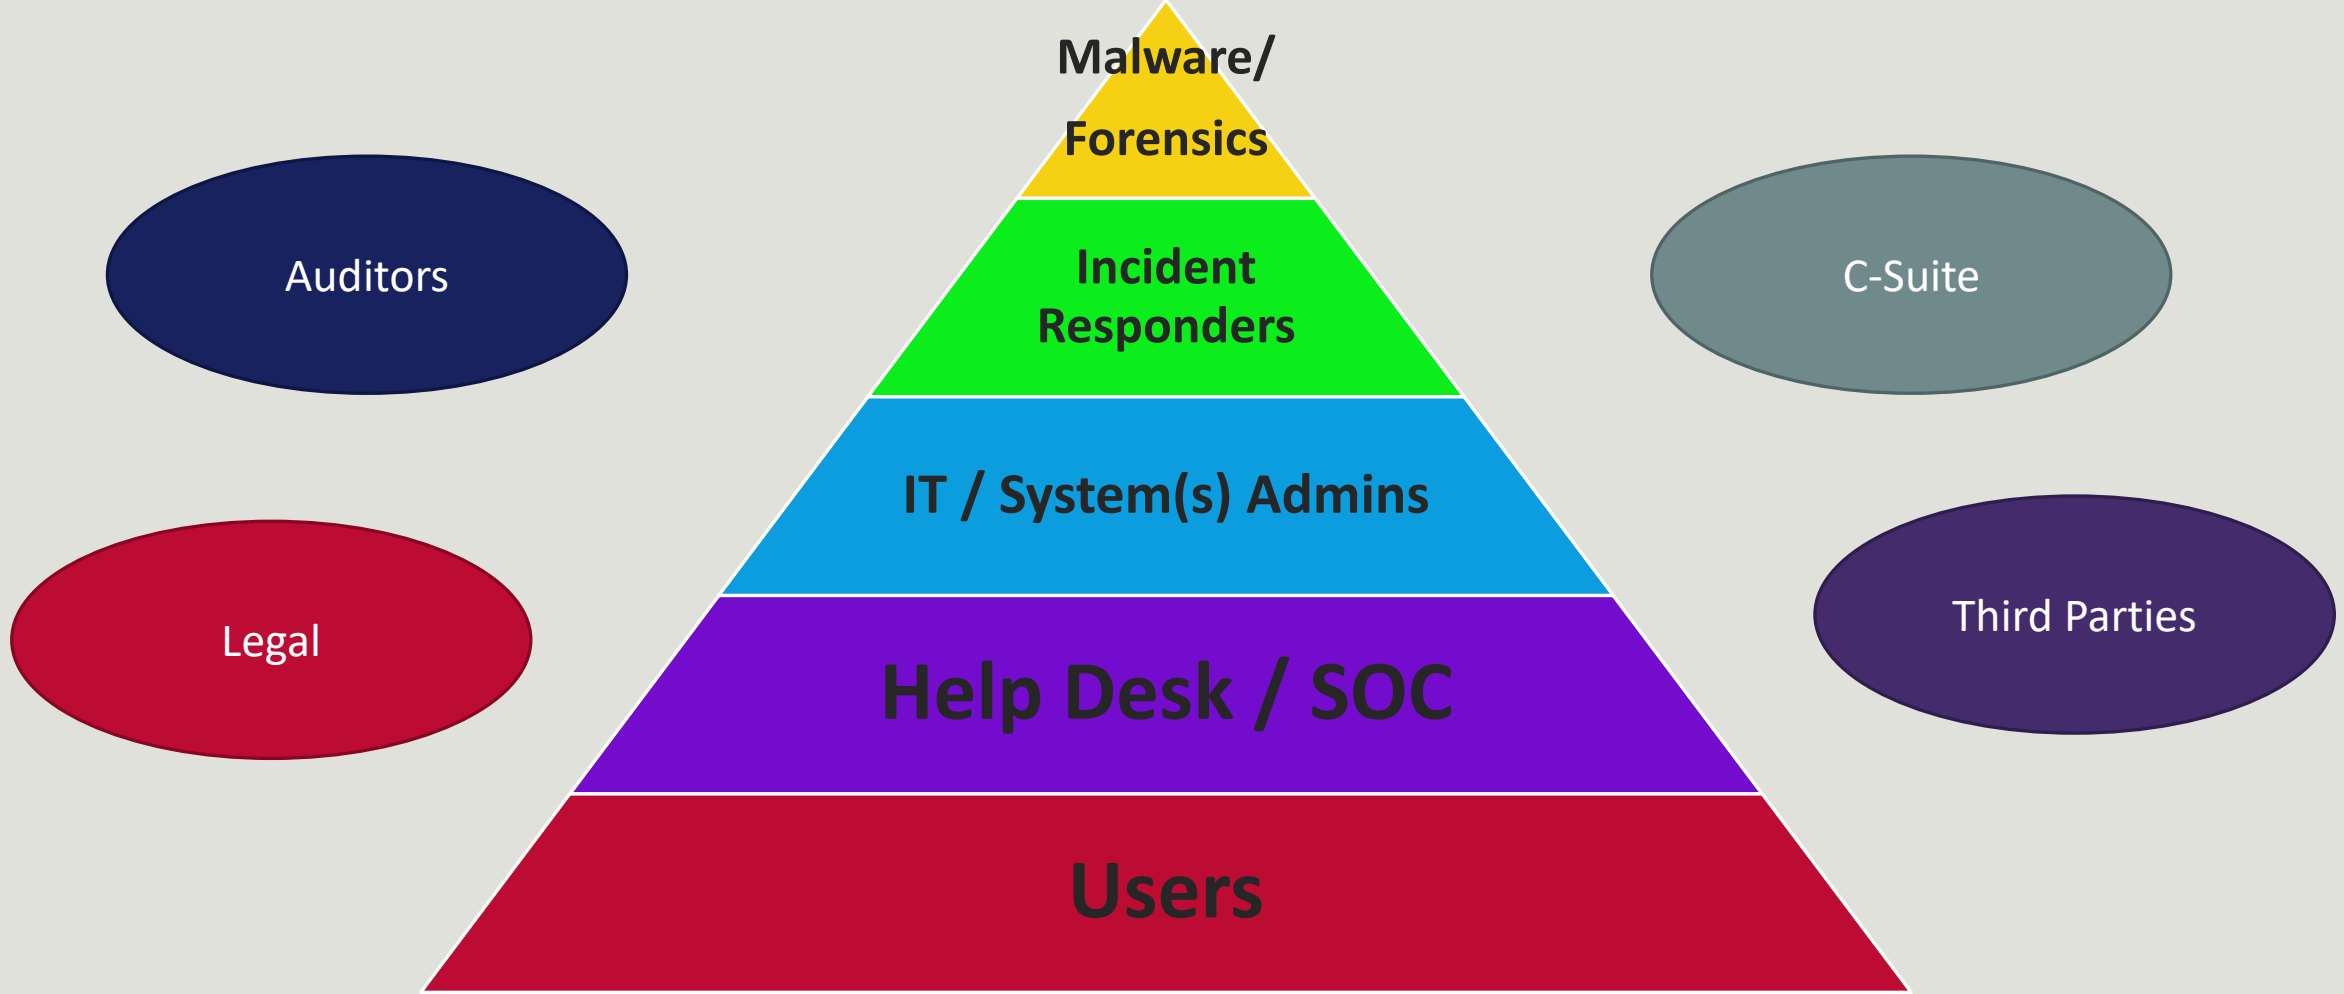 Malware/
Forensics
Auditors
Incident
Responders
C-Suite
IT / System(s) Admins
Legal
Third Parties
Help Desk / SOC
Users